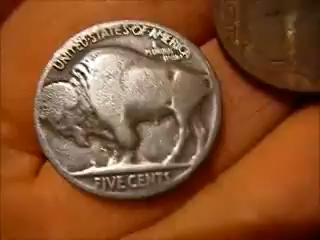 UNITED·STATES·OF·AMERICA
E
PLURIBUS
UNUM
FIVE CENTS